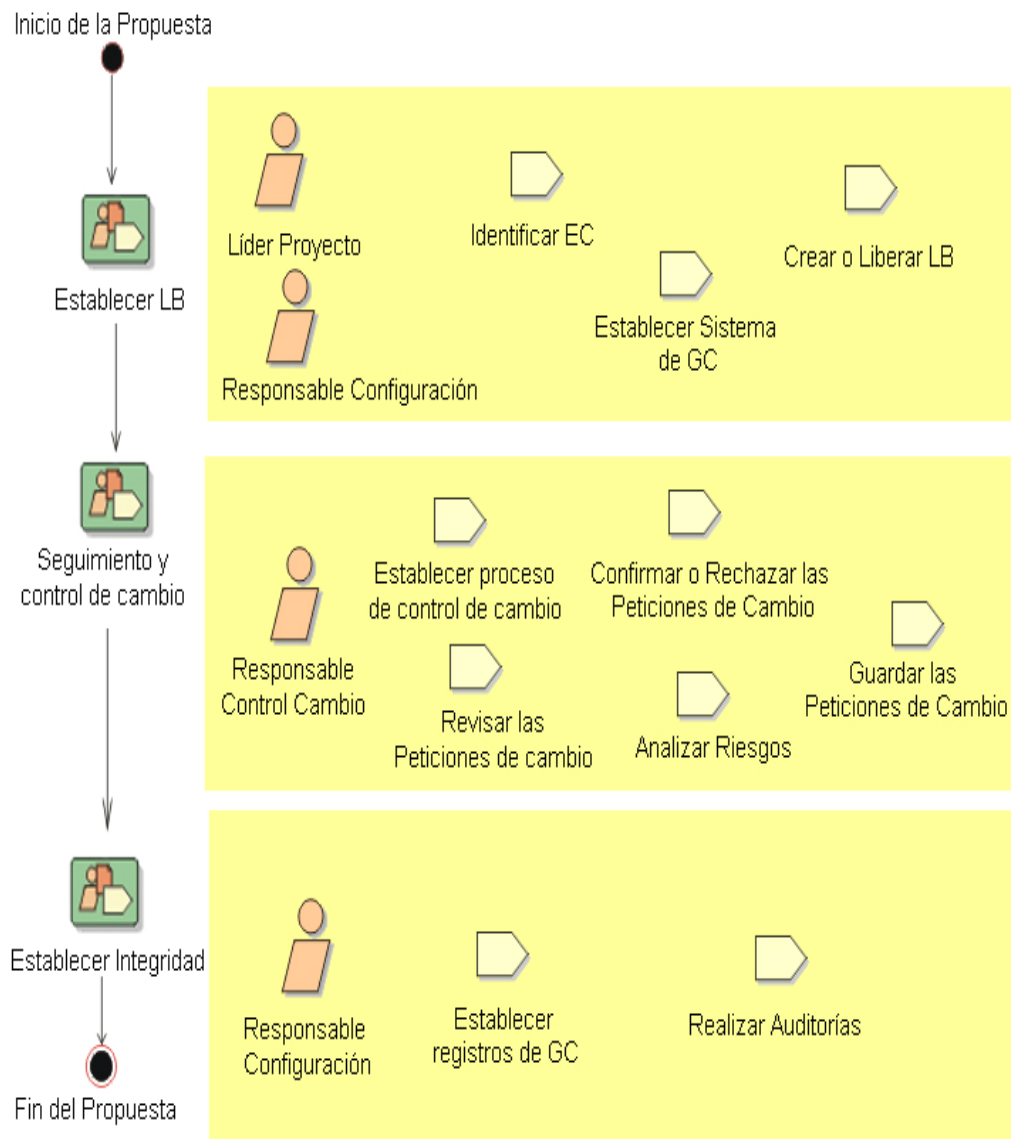 Inicio de la Propuesta
Establecer LB
Líder Proyecto
Responsable Configuración
Identificar EC
Establecer Sistema
de GC
Crear o Liberar LB
Seguimiento y
control de cambio
Responsable
Control Cambio
Establecer proceso
de control de cambio
Confirmar o Rechazar las
Peticiones de Cambio
Revisar las
Peticiones de cambio
Analizar Riesgos
Guardar las
Peticiones de Cambio
Establecer Integridad
Responsable
Configuración
Establecer
registros de GC
Realizar Auditorías
Fin del Propuesta